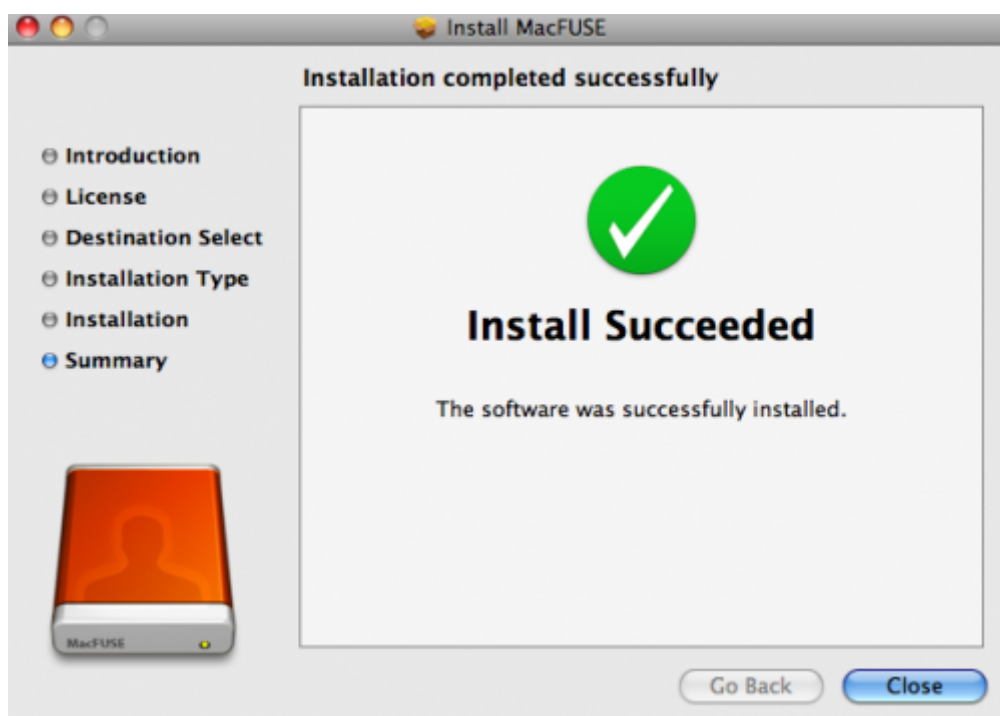 Install MacFUSE
Installation completed successfully
Introduction
License
Destination Select
Installation Type
Installation
Summary
Install Succeeded
The software was successfully installed.
MacFUSE
Go Back
Close